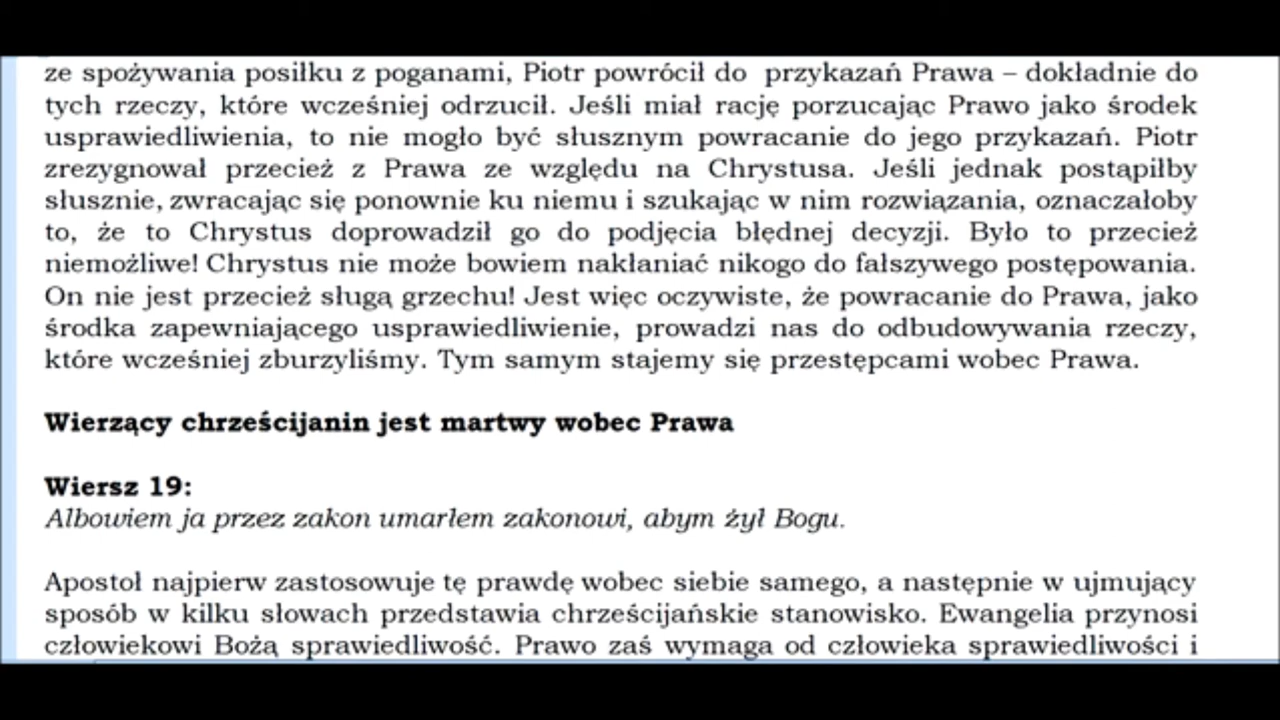 ze spożywania posiłku z poganami, Piotr powrócił do przykazań Prawa – dokładnie do
tych rzeczy, które wcześniej odrzucił. Jeśli miał rację porzucając Prawo jako środek
usprawiedliwienia, to nie mogło być słusznym powracanie do jego przykazań. Piotr
zrezygnował przecież z Prawa ze względu na Chrystusa. Jeśli jednak postąpiłby
słusznie, zwracając się ponownie ku niemu i szukając w nim rozwiązania, oznaczałoby
to, że to Chrystus doprowadził go do podjęcia błędnej decyzji. Było to przecież
niemożliwe! Chrystus nie może bowiem nakłaniać nikogo do fałszywego postępowania.
On nie jest przecież sługą grzechu! Jest więc oczywiste, że powracanie do Prawa, jako
środka zapewniającego usprawiedliwienie, prowadzi nas do odbudowywania rzeczy,
które wcześniej zburzyliśmy. Tym samym stajemy się przestępcami wobec Prawa.
Wierzący chrześcijanin jest martwy wobec Prawa
Wiersz 19:
Albowiem ja przez zakon umarłem zakonowi, abym żył Bogu.
Apostoł najpierw zastosowuje tę prawdę wobec siebie samego, a następnie w ujmujący
sposób w kilku słowach przedstawia chrześcijańskie stanowisko. Ewangelia przynosi
człowiekowi Bożą sprawiedliwość. Prawo zaś wymaga od człowieka sprawiedliwości i